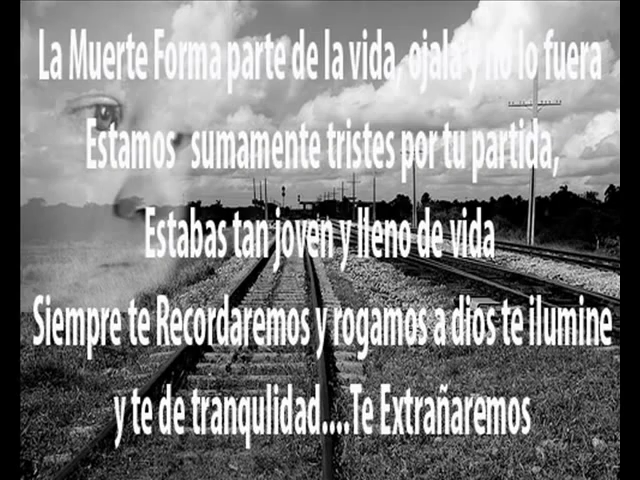 La Muerte Forma parte de la vida, ojala y no lo fuera
Estamos sumamente tristes por tu partida,
Estabas tan joven y lleno de vida
Siempre te Recordaremos y rogamos a dios te ilumine
y te de tranqulidad....Te Extrañaremos